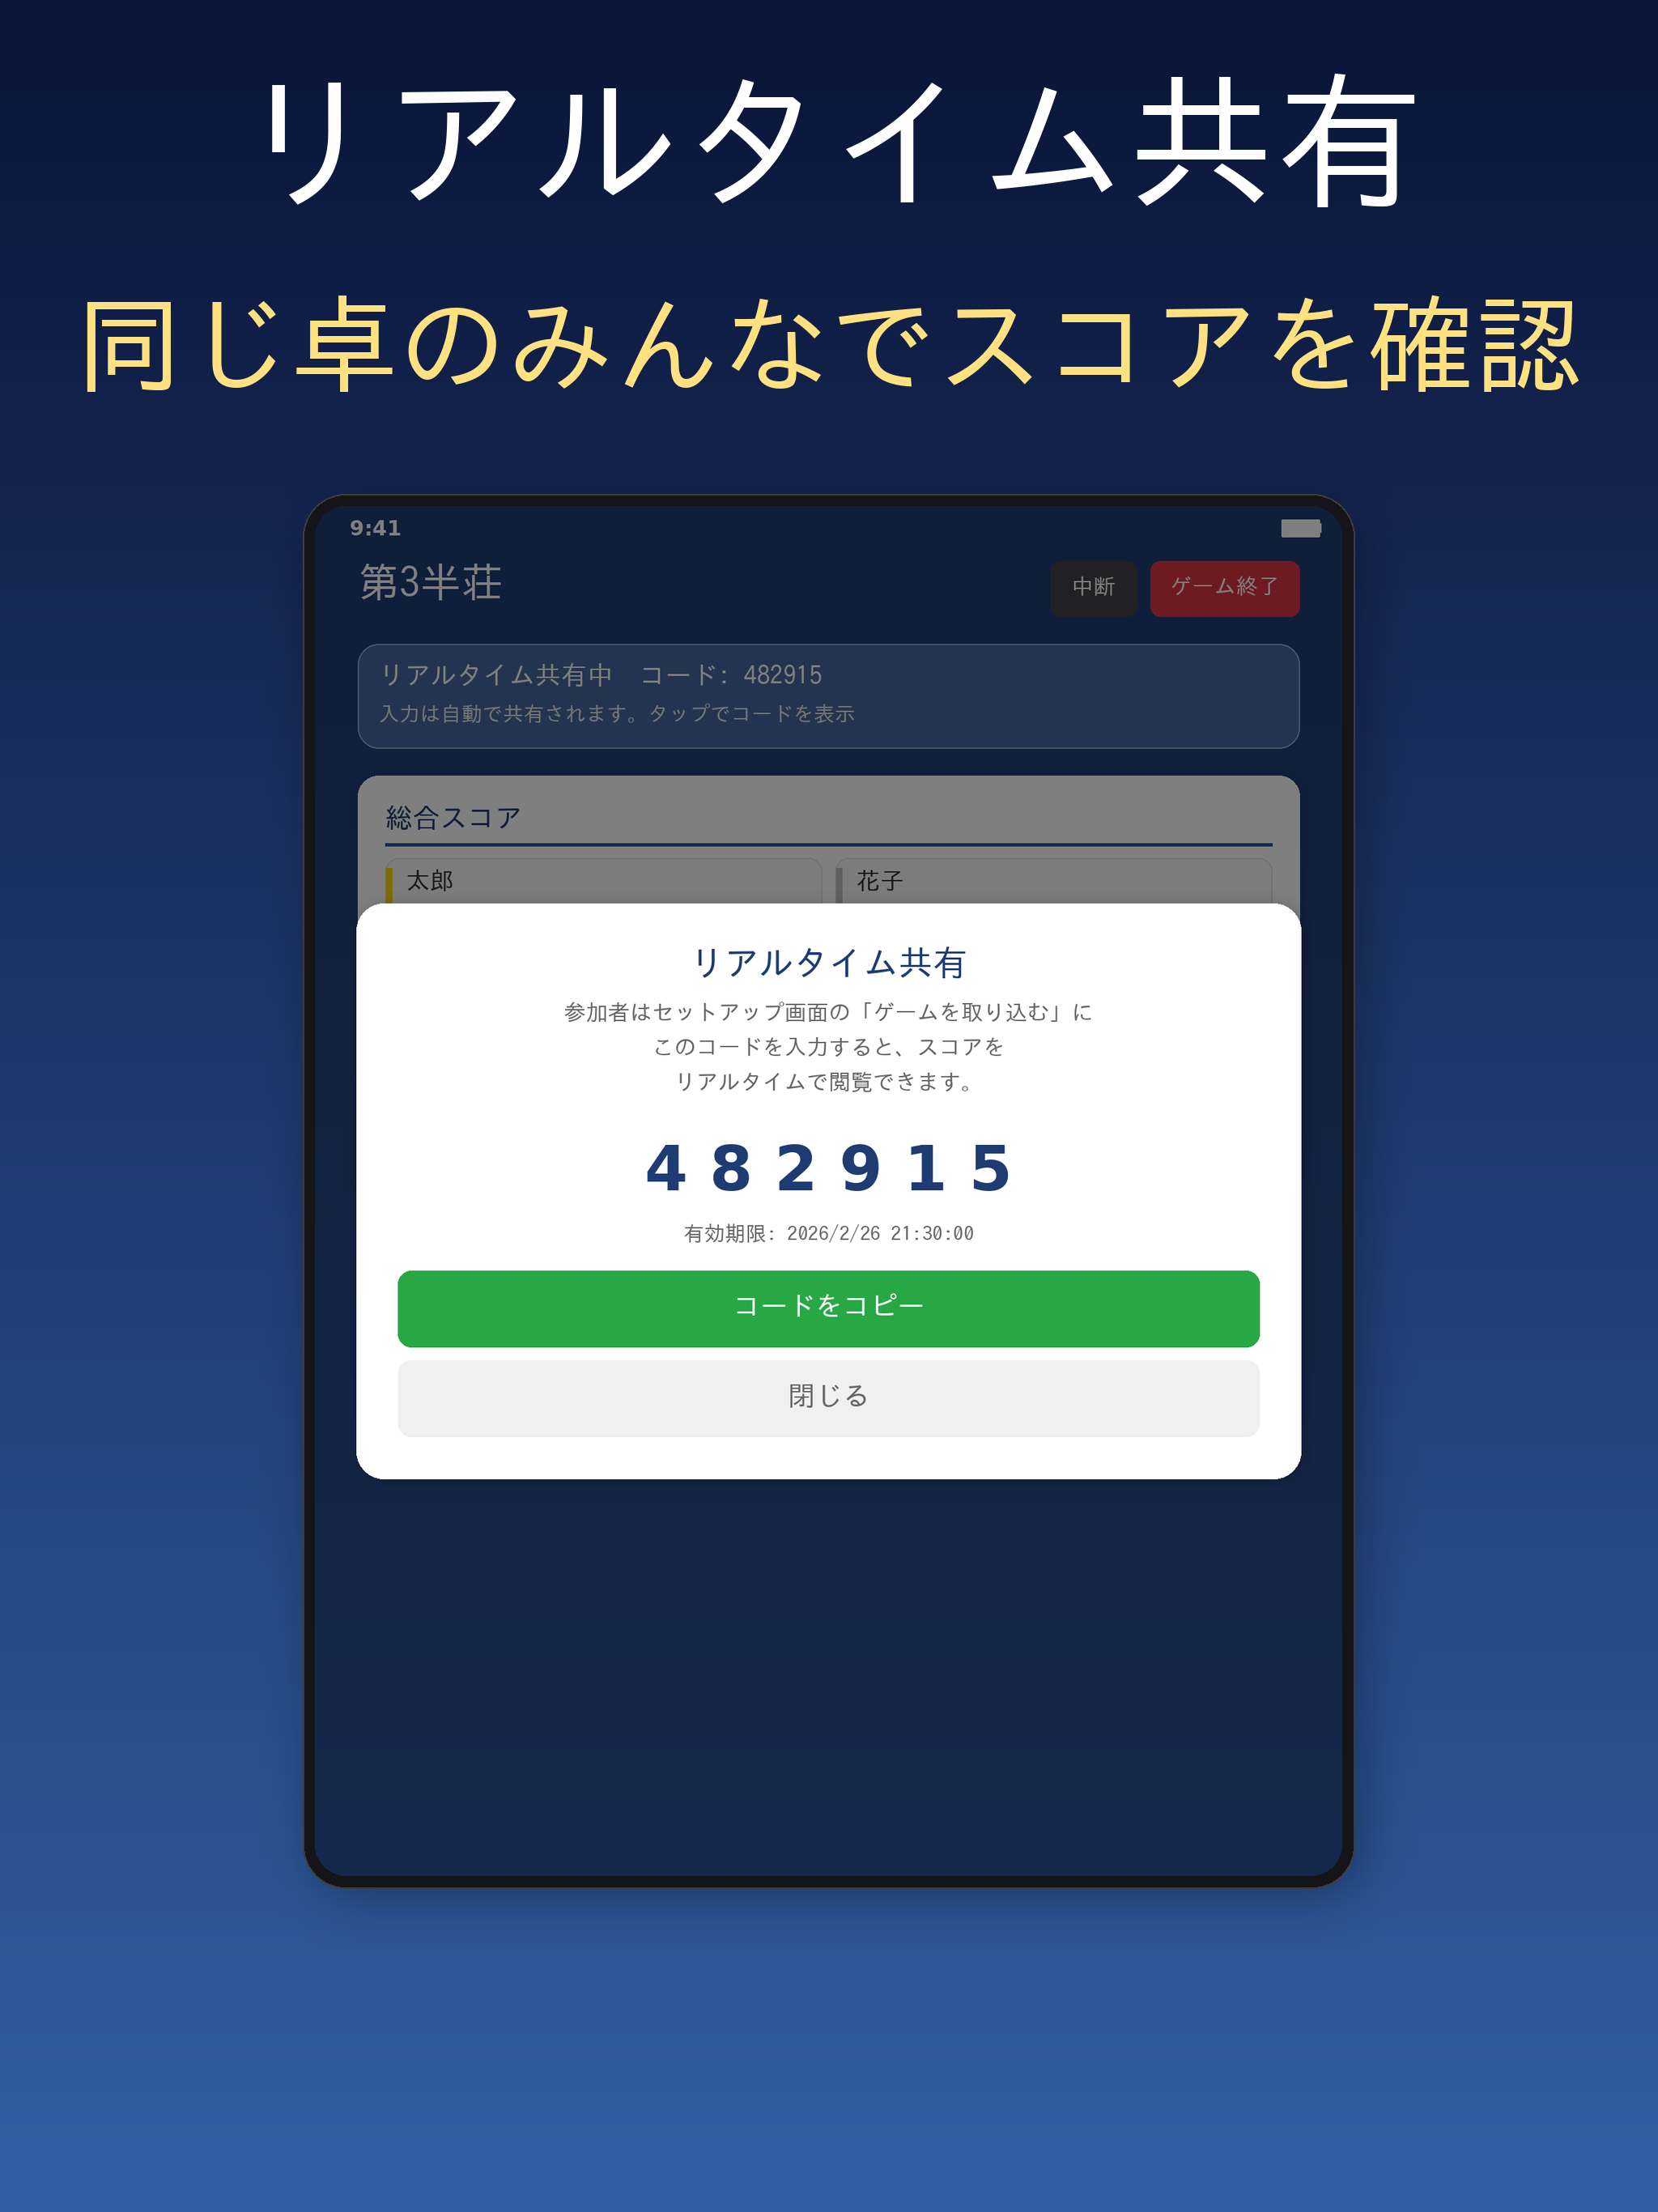 リアルタイム共有
同じ卓のみんなでスコアを確認
9:41
第3半荘
中断
ゲーム終了
リアルタイム共有中　コード: 482915
入力は自動で共有されます。タップでコードを表示
総合スコア
太郎
花子
リアルタイム共有
参加者はセットアップ画面の「ゲームを取り込む」に
このコードを入力すると、スコアを
リアルタイムで閲覧できます。
482915
有効期限: 2026/2/26 21:30:00
コードをコピー
閉じる